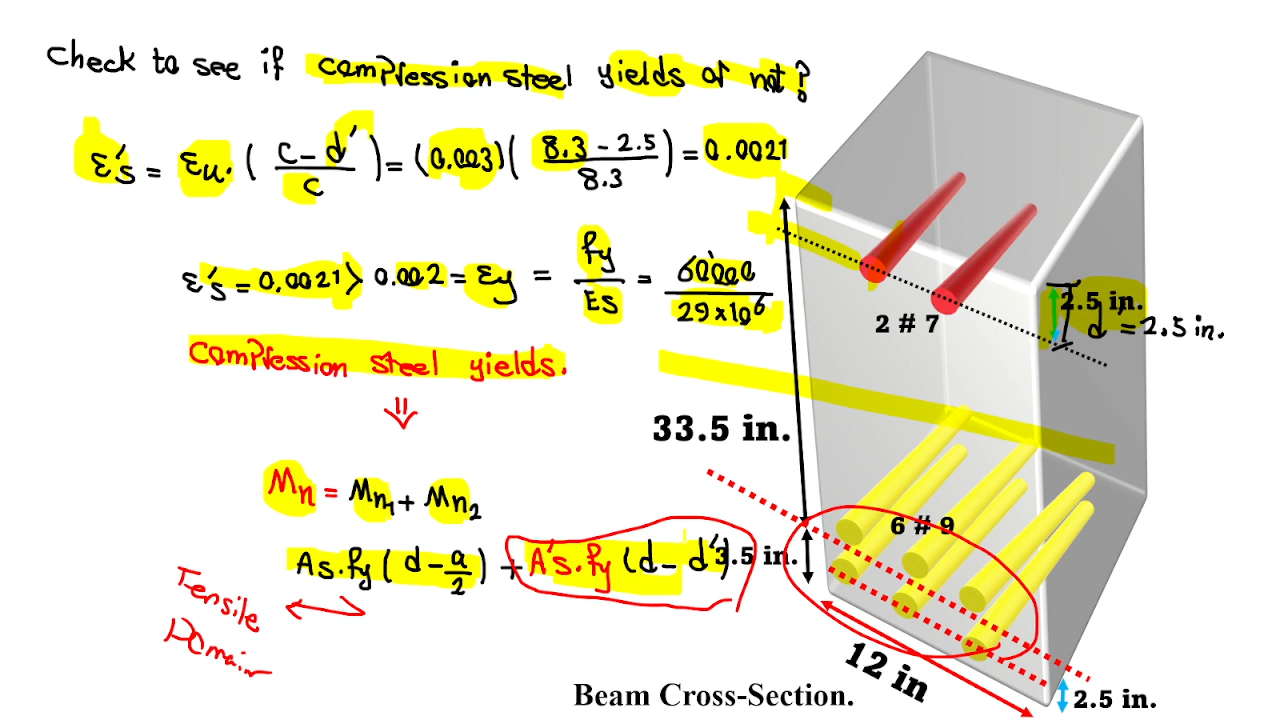 Check to see if compression steel yields or not?
ε's = εu. ( c - d' / c ) = (0.003) ( 8.3 - 2.5 / 8.3 ) = 0.0021
ε's = 0.0021 > 0.002 = εy = fy / Es = 60000 / 29×10^6
Compression steel yields.
⇓
Mn = Mn1 + Mn2
As.fy ( d - a/2 ) + A's.fy ( d - d' )
Tensile
Domain
2.5 in.
d' = 2.5 in.
2 # 7
33.5 in.
6 # 9
3.5 in.
12 in
2.5 in.
Beam Cross-Section.